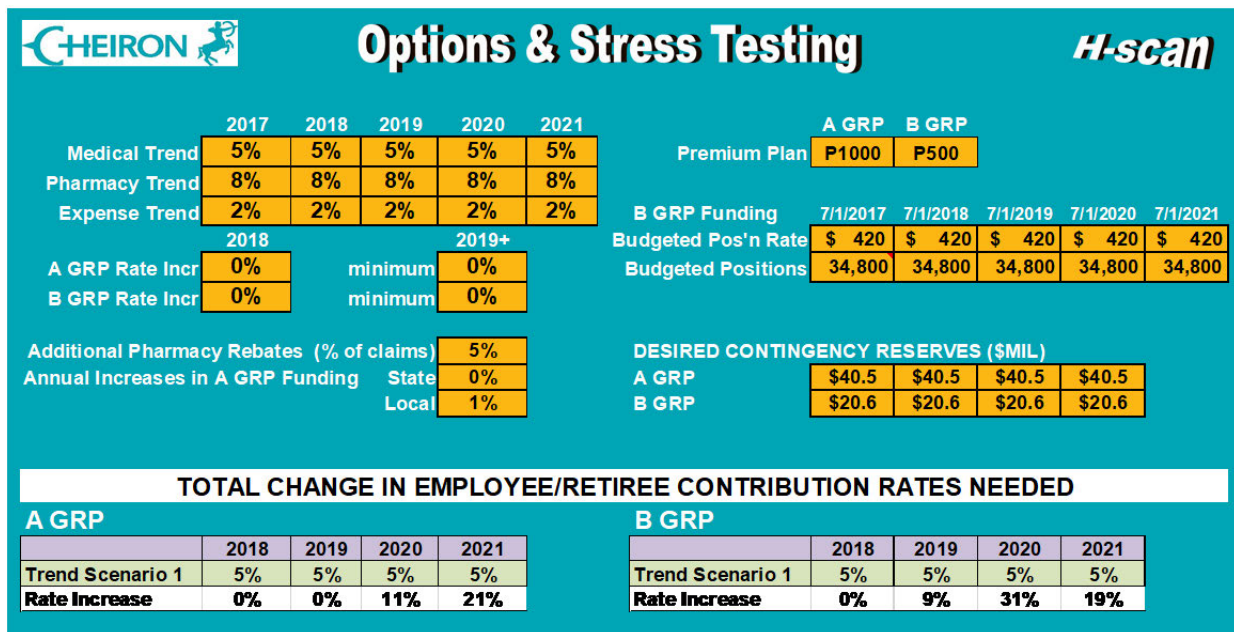 CHEIRON
Options & Stress Testing
H-scan
2017 2018 2019 2020 2021
Medical Trend 5% 5% 5% 5% 5%
Pharmacy Trend 8% 8% 8% 8% 8%
Expense Trend 2% 2% 2% 2% 2%
2018 2019+
A GRP Rate Incr 0% minimum 0%
B GRP Rate Incr 0% minimum 0%
Additional Pharmacy Rebates (% of claims) 5%
Annual Increases in A GRP Funding State 0%
Local 1%
A GRP B GRP
Premium Plan P1000 P500
B GRP Funding 7/1/2017 7/1/2018 7/1/2019 7/1/2020 7/1/2021
Budgeted Pos'n Rate $ 420 $ 420 $ 420 $ 420 $ 420
Budgeted Positions 34,800 34,800 34,800 34,800 34,800
DESIRED CONTINGENCY RESERVES ($MIL)
A GRP $40.5 $40.5 $40.5 $40.5
B GRP $20.6 $20.6 $20.6 $20.6
TOTAL CHANGE IN EMPLOYEE/RETIREE CONTRIBUTION RATES NEEDED
A GRP
2018 2019 2020 2021
Trend Scenario 1 5% 5% 5% 5%
Rate Increase 0% 0% 11% 21%
B GRP
2018 2019 2020 2021
Trend Scenario 1 5% 5% 5% 5%
Rate Increase 0% 9% 31% 19%